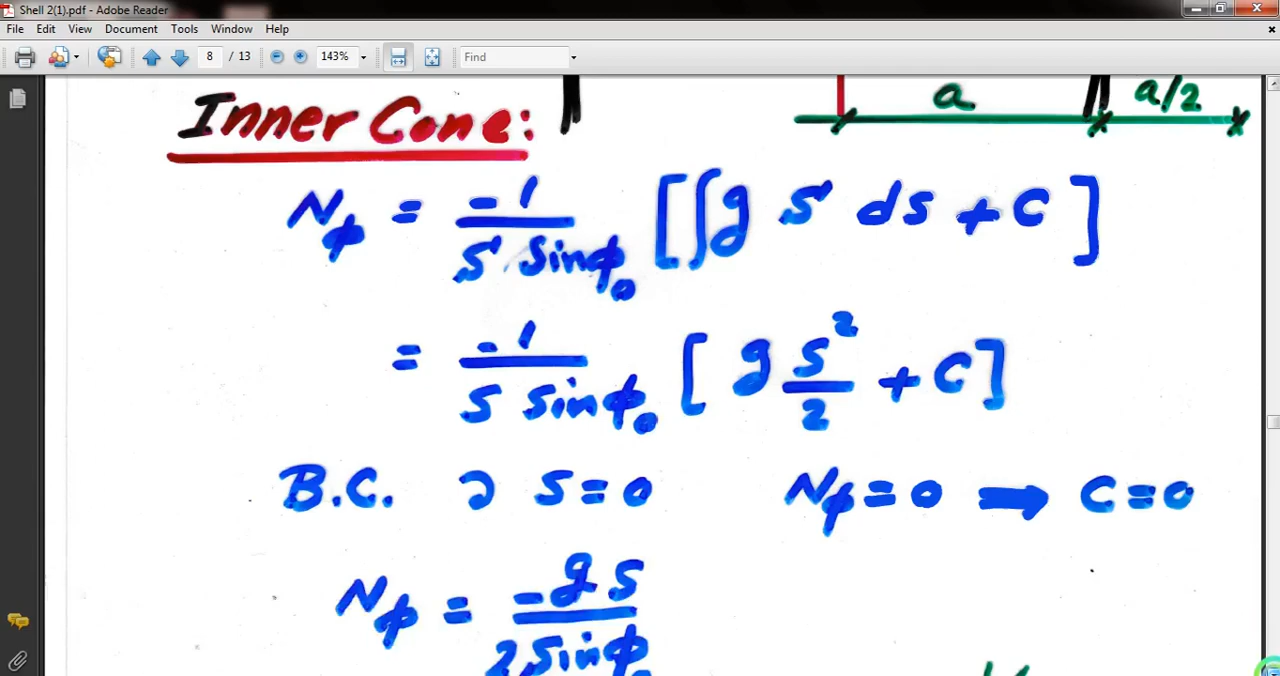 Shell 2(1).pdf - Adobe Reader
File Edit View Document Tools Window Help
8 / 13 143% Find
a a/2
Inner Cone:
Nϕ = -1 / (S sinϕ₀) [∫g S ds + C]
= -1 / (S sinϕ₀) [g S²/2 + C]
B.C. S=0 Nϕ=0 ⟹ C=0
Nϕ = -g S / (2 sinϕ₀)